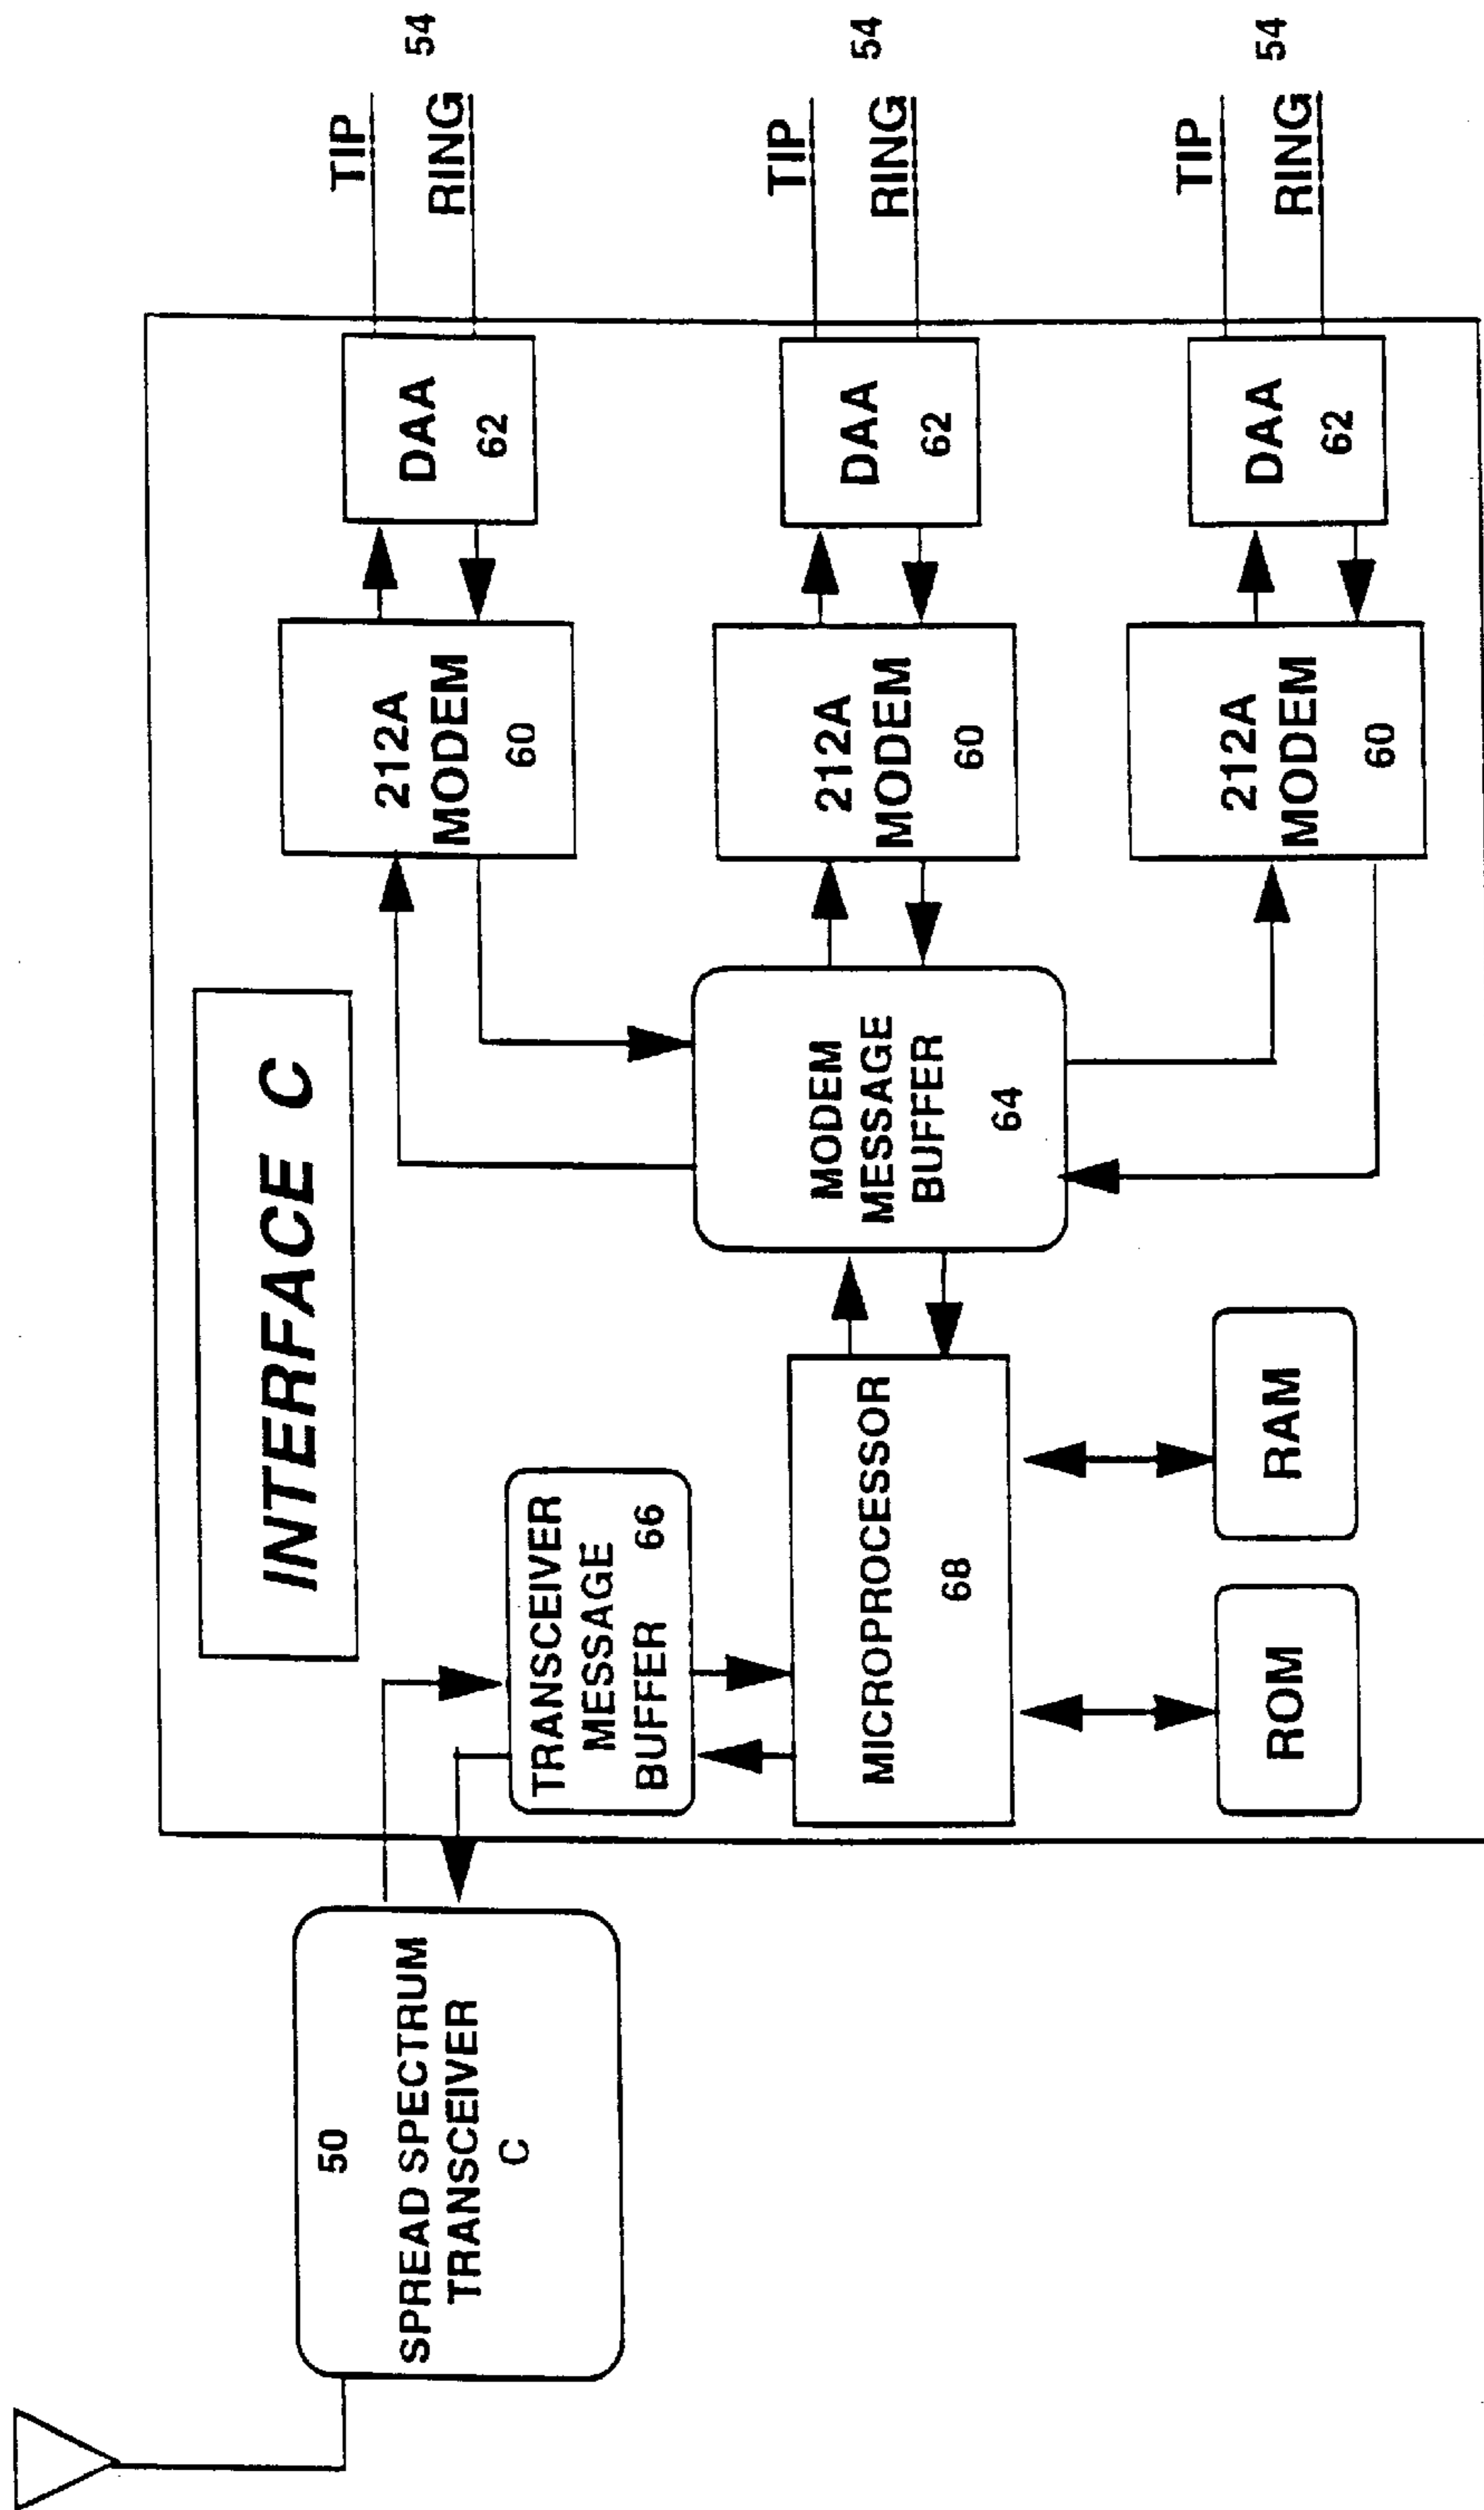 INTERFACE C
50
SPREAD SPECTRUM
TRANSCEIVER
C
TRANSCEIVER
MESSAGE
BUFFER 66
MICROPROCESSOR
68
ROM
RAM
MODEM
MESSAGE
BUFFER
64
212A
MODEM
60
DAA
62
TIP
RING
54
212A
MODEM
60
DAA
62
TIP
RING
54
212A
MODEM
60
DAA
62
TIP
RING
54